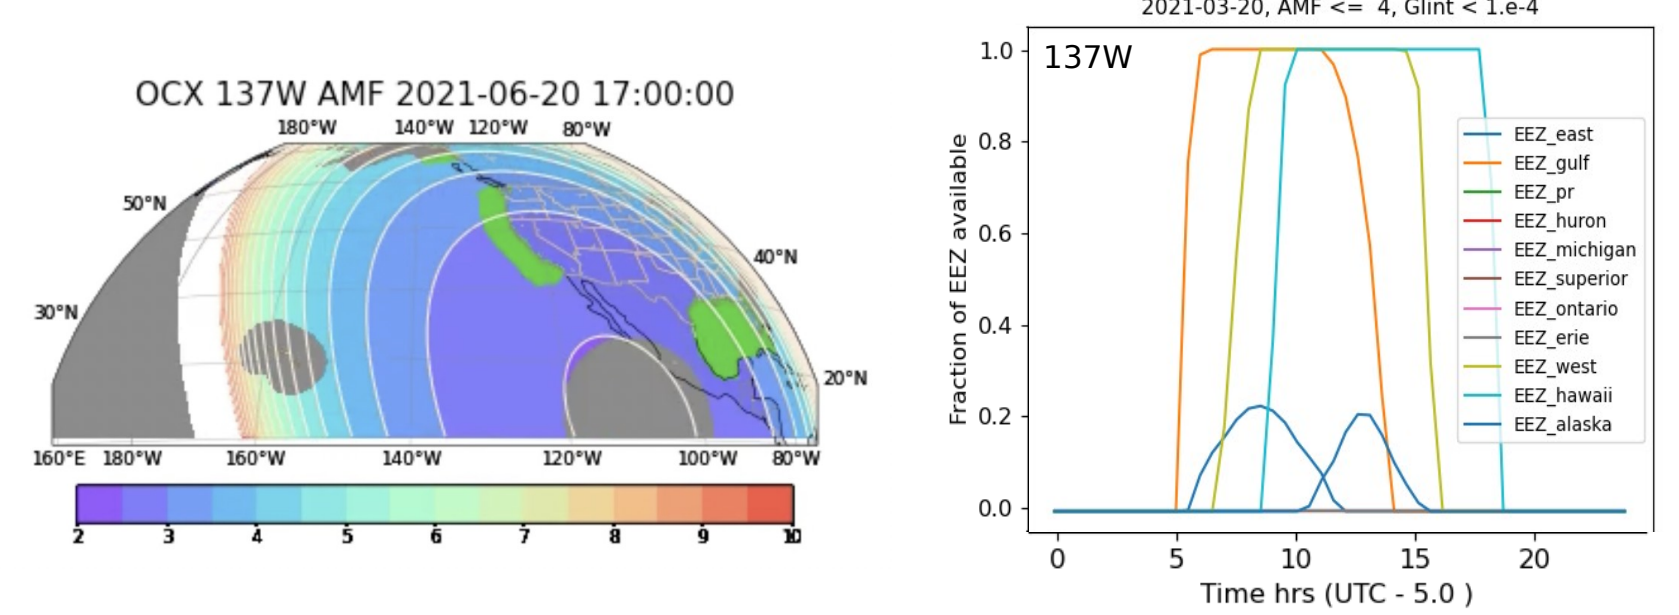 OCX 137W AMF 2021-06-20 17:00:00
180°W 140°W 120°W 80°W
50°N
40°N
30°N
20°N
160°E 180°W 160°W 140°W 120°W 100°W 80°W
2 3 4 5 6 7 8 9 10
2021-03-20, AMF <= 4, Glint < 1.e-4
137W
Fraction of EEZ available
1.0
0.8
0.6
0.4
0.2
0.0
EEZ_east
EEZ_gulf
EEZ_pr
EEZ_huron
EEZ_michigan
EEZ_superior
EEZ_ontario
EEZ_erie
EEZ_west
EEZ_hawaii
EEZ_alaska
0 5 10 15 20
Time hrs (UTC - 5.0 )